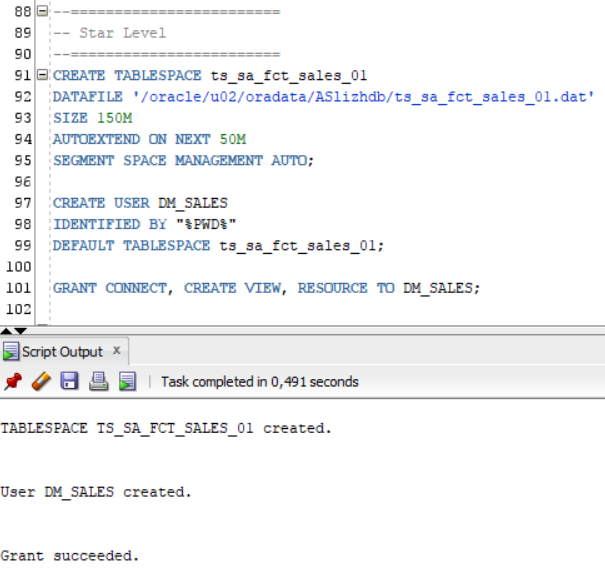 88 --=========================
89 -- Star Level
90 --=========================
91 CREATE TABLESPACE ts_sa_fct_sales_01
92 DATAFILE '/oracle/u02/oradata/ASlizhdb/ts_sa_fct_sales_01.dat'
93 SIZE 150M
94 AUTOEXTEND ON NEXT 50M
95 SEGMENT SPACE MANAGEMENT AUTO;
96
97 CREATE USER DM_SALES
98 IDENTIFIED BY "%PWD%"
99 DEFAULT TABLESPACE ts_sa_fct_sales_01;
100
101 GRANT CONNECT, CREATE VIEW, RESOURCE TO DM_SALES;
102
Script Output x
Task completed in 0,491 seconds
TABLESPACE TS_SA_FCT_SALES_01 created.
User DM_SALES created.
Grant succeeded.